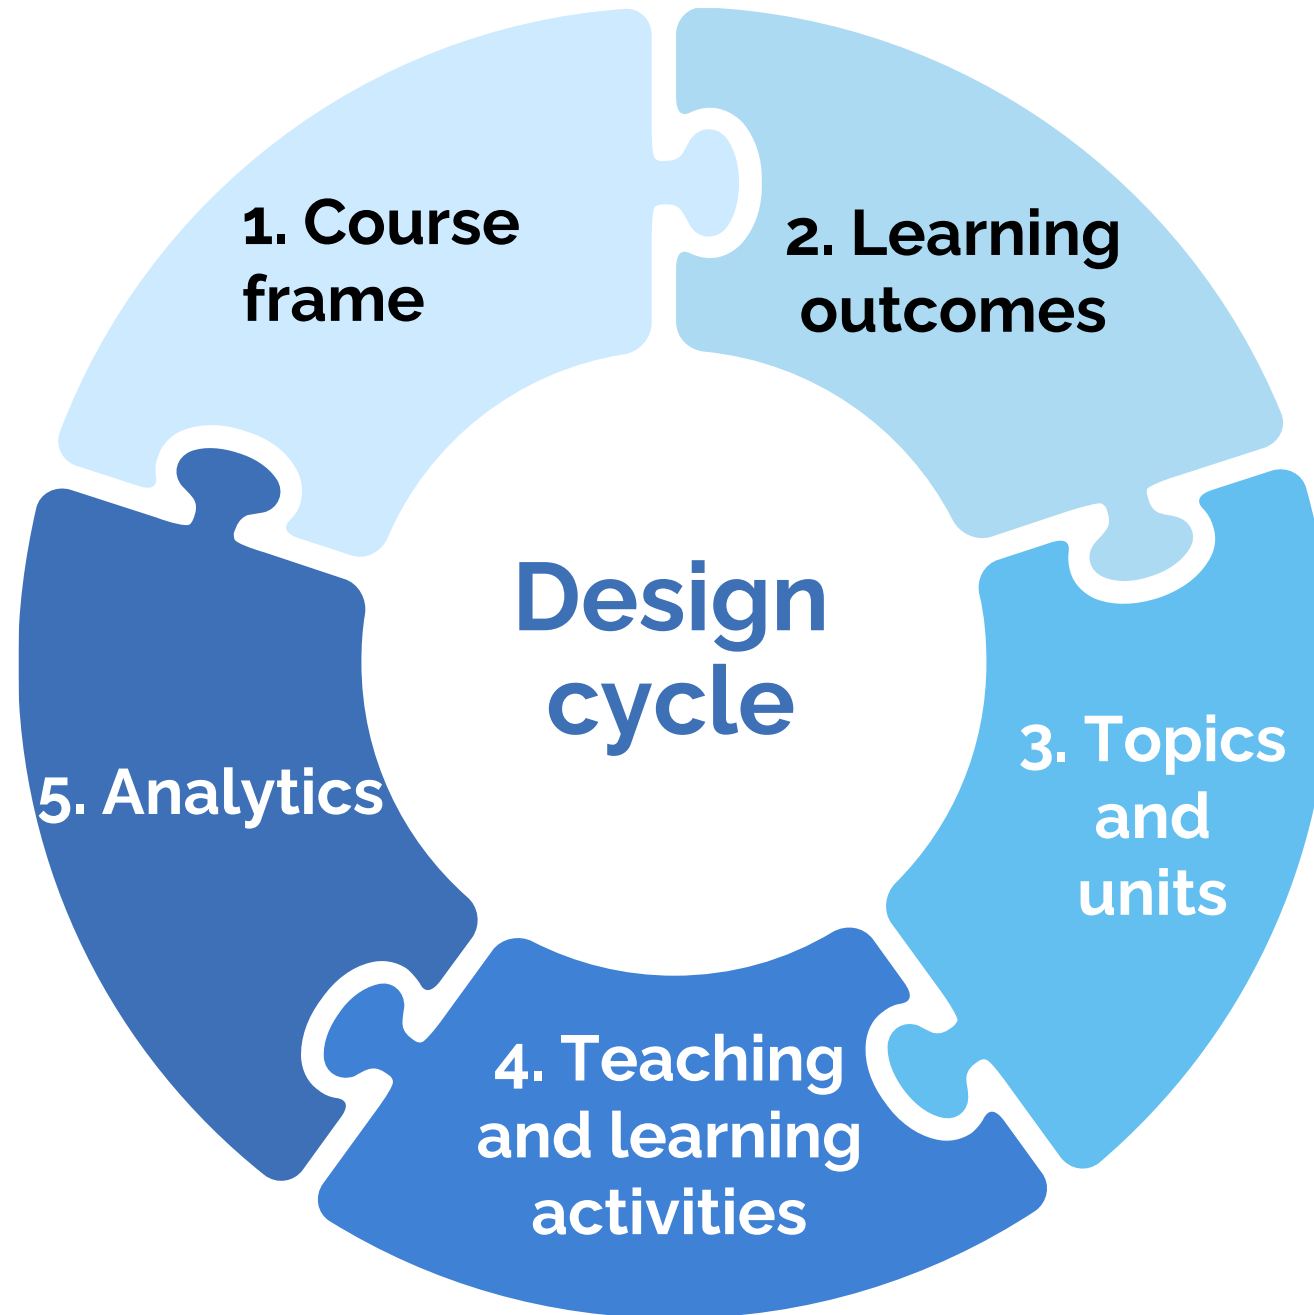 1. Course
frame
2. Learning
outcomes
Design
cycle
3. Topics
and
units
4. Teaching
and learning
activities
5. Analytics